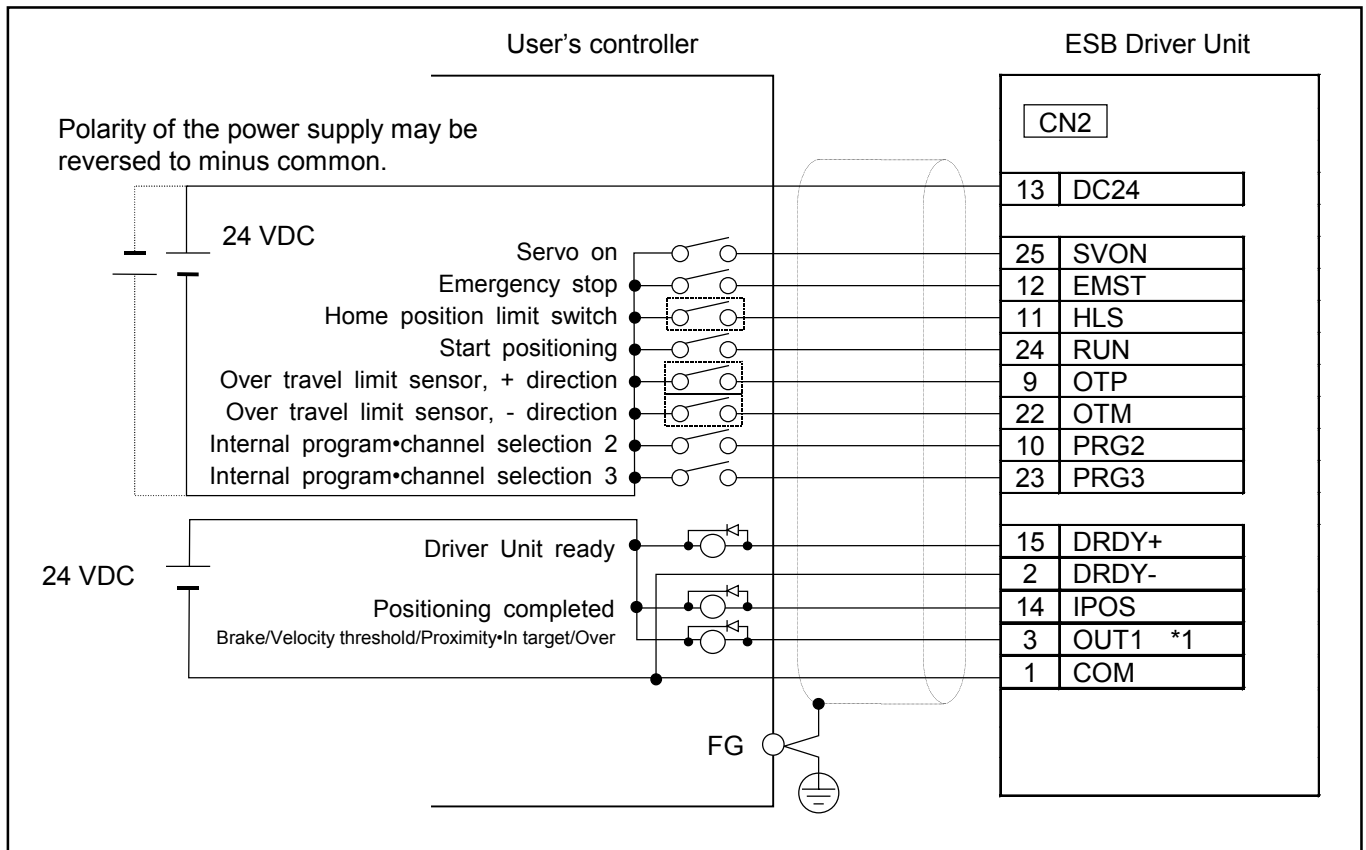 User's controller
ESB Driver Unit
CN2
Polarity of the power supply may be
reversed to minus common.
13 DC24
24 VDC
Servo on 25 SVON
Emergency stop 12 EMST
Home position limit switch 11 HLS
Start positioning 24 RUN
Over travel limit sensor, + direction 9 OTP
Over travel limit sensor, - direction 22 OTM
Internal program•channel selection 2 10 PRG2
Internal program•channel selection 3 23 PRG3
Driver Unit ready 15 DRDY+
24 VDC
2 DRDY-
Positioning completed 14 IPOS
Brake/Velocity threshold/Proximity•In target/Over 3 OUT1 *1
1 COM
FG